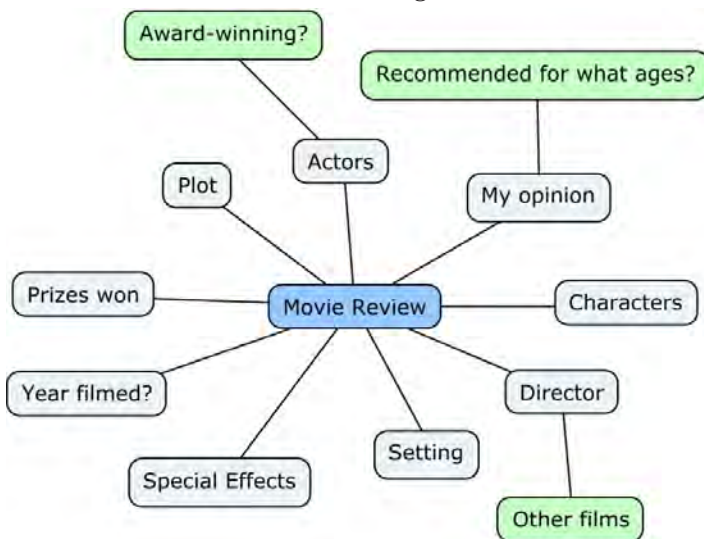 Award-winning?
Recommended for what ages?
Actors
Plot
My opinion
Prizes won
Movie Review
Characters
Year filmed?
Director
Setting
Special Effects
Other films